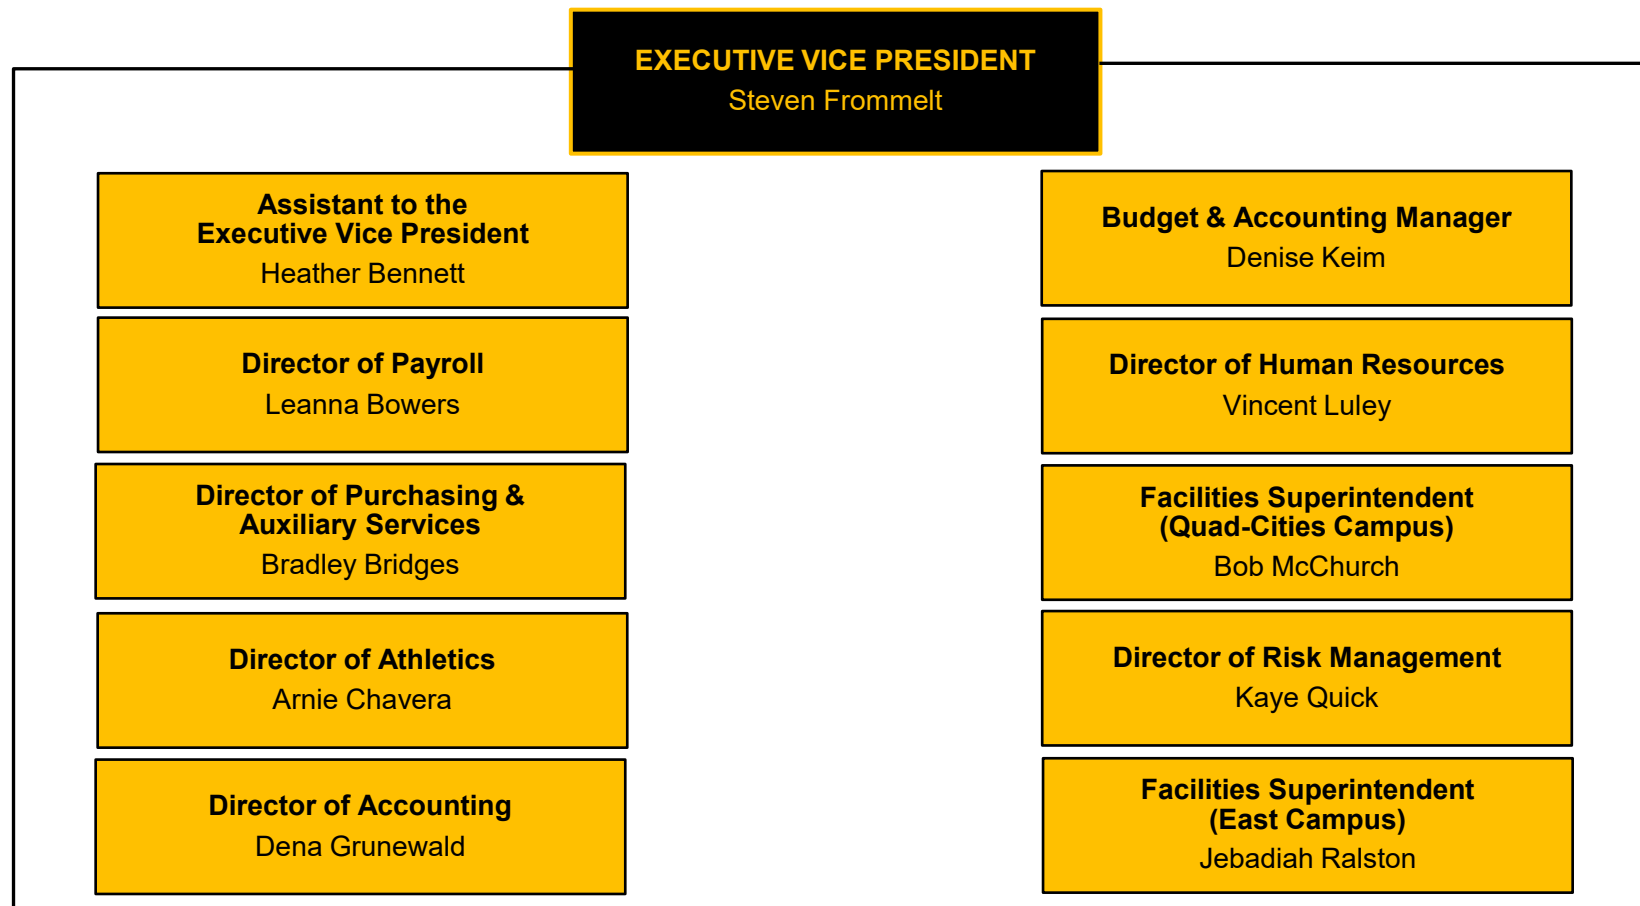 EXECUTIVE VICE PRESIDENT
Steven Frommelt
Assistant to the
Executive Vice President
Heather Bennett
Director of Payroll
Leanna Bowers
Director of Purchasing &
Auxiliary Services
Bradley Bridges
Director of Athletics
Arnie Chavera
Director of Accounting
Dena Grunewald
Budget & Accounting Manager
Denise Keim
Director of Human Resources
Vincent Luley
Facilities Superintendent
(Quad-Cities Campus)
Bob McChurch
Director of Risk Management
Kaye Quick
Facilities Superintendent
(East Campus)
Jebadiah Ralston